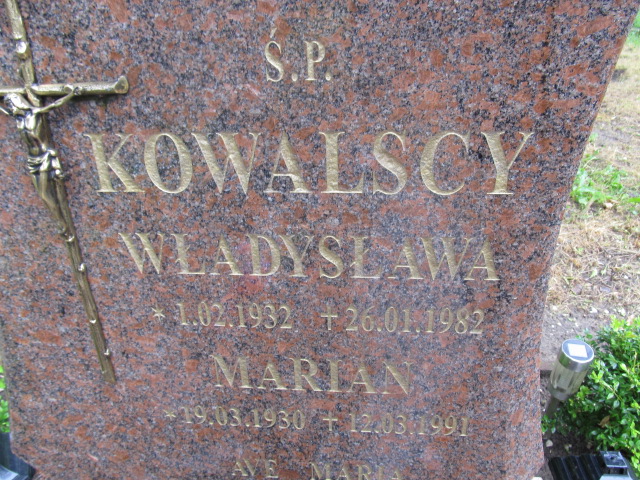 Ś.P.
KOWALSCY
WŁADYSŁAWA
*1.02.1932 +26.01.1982
MARIAN
*19.03.1930 +12.03.1991
AVE MARIA